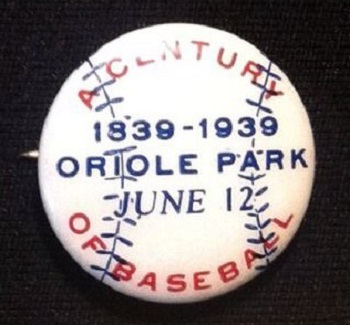 A CENTURY
1839-1939
ORIOLE PARK
JUNE 12
OF BASEBALL